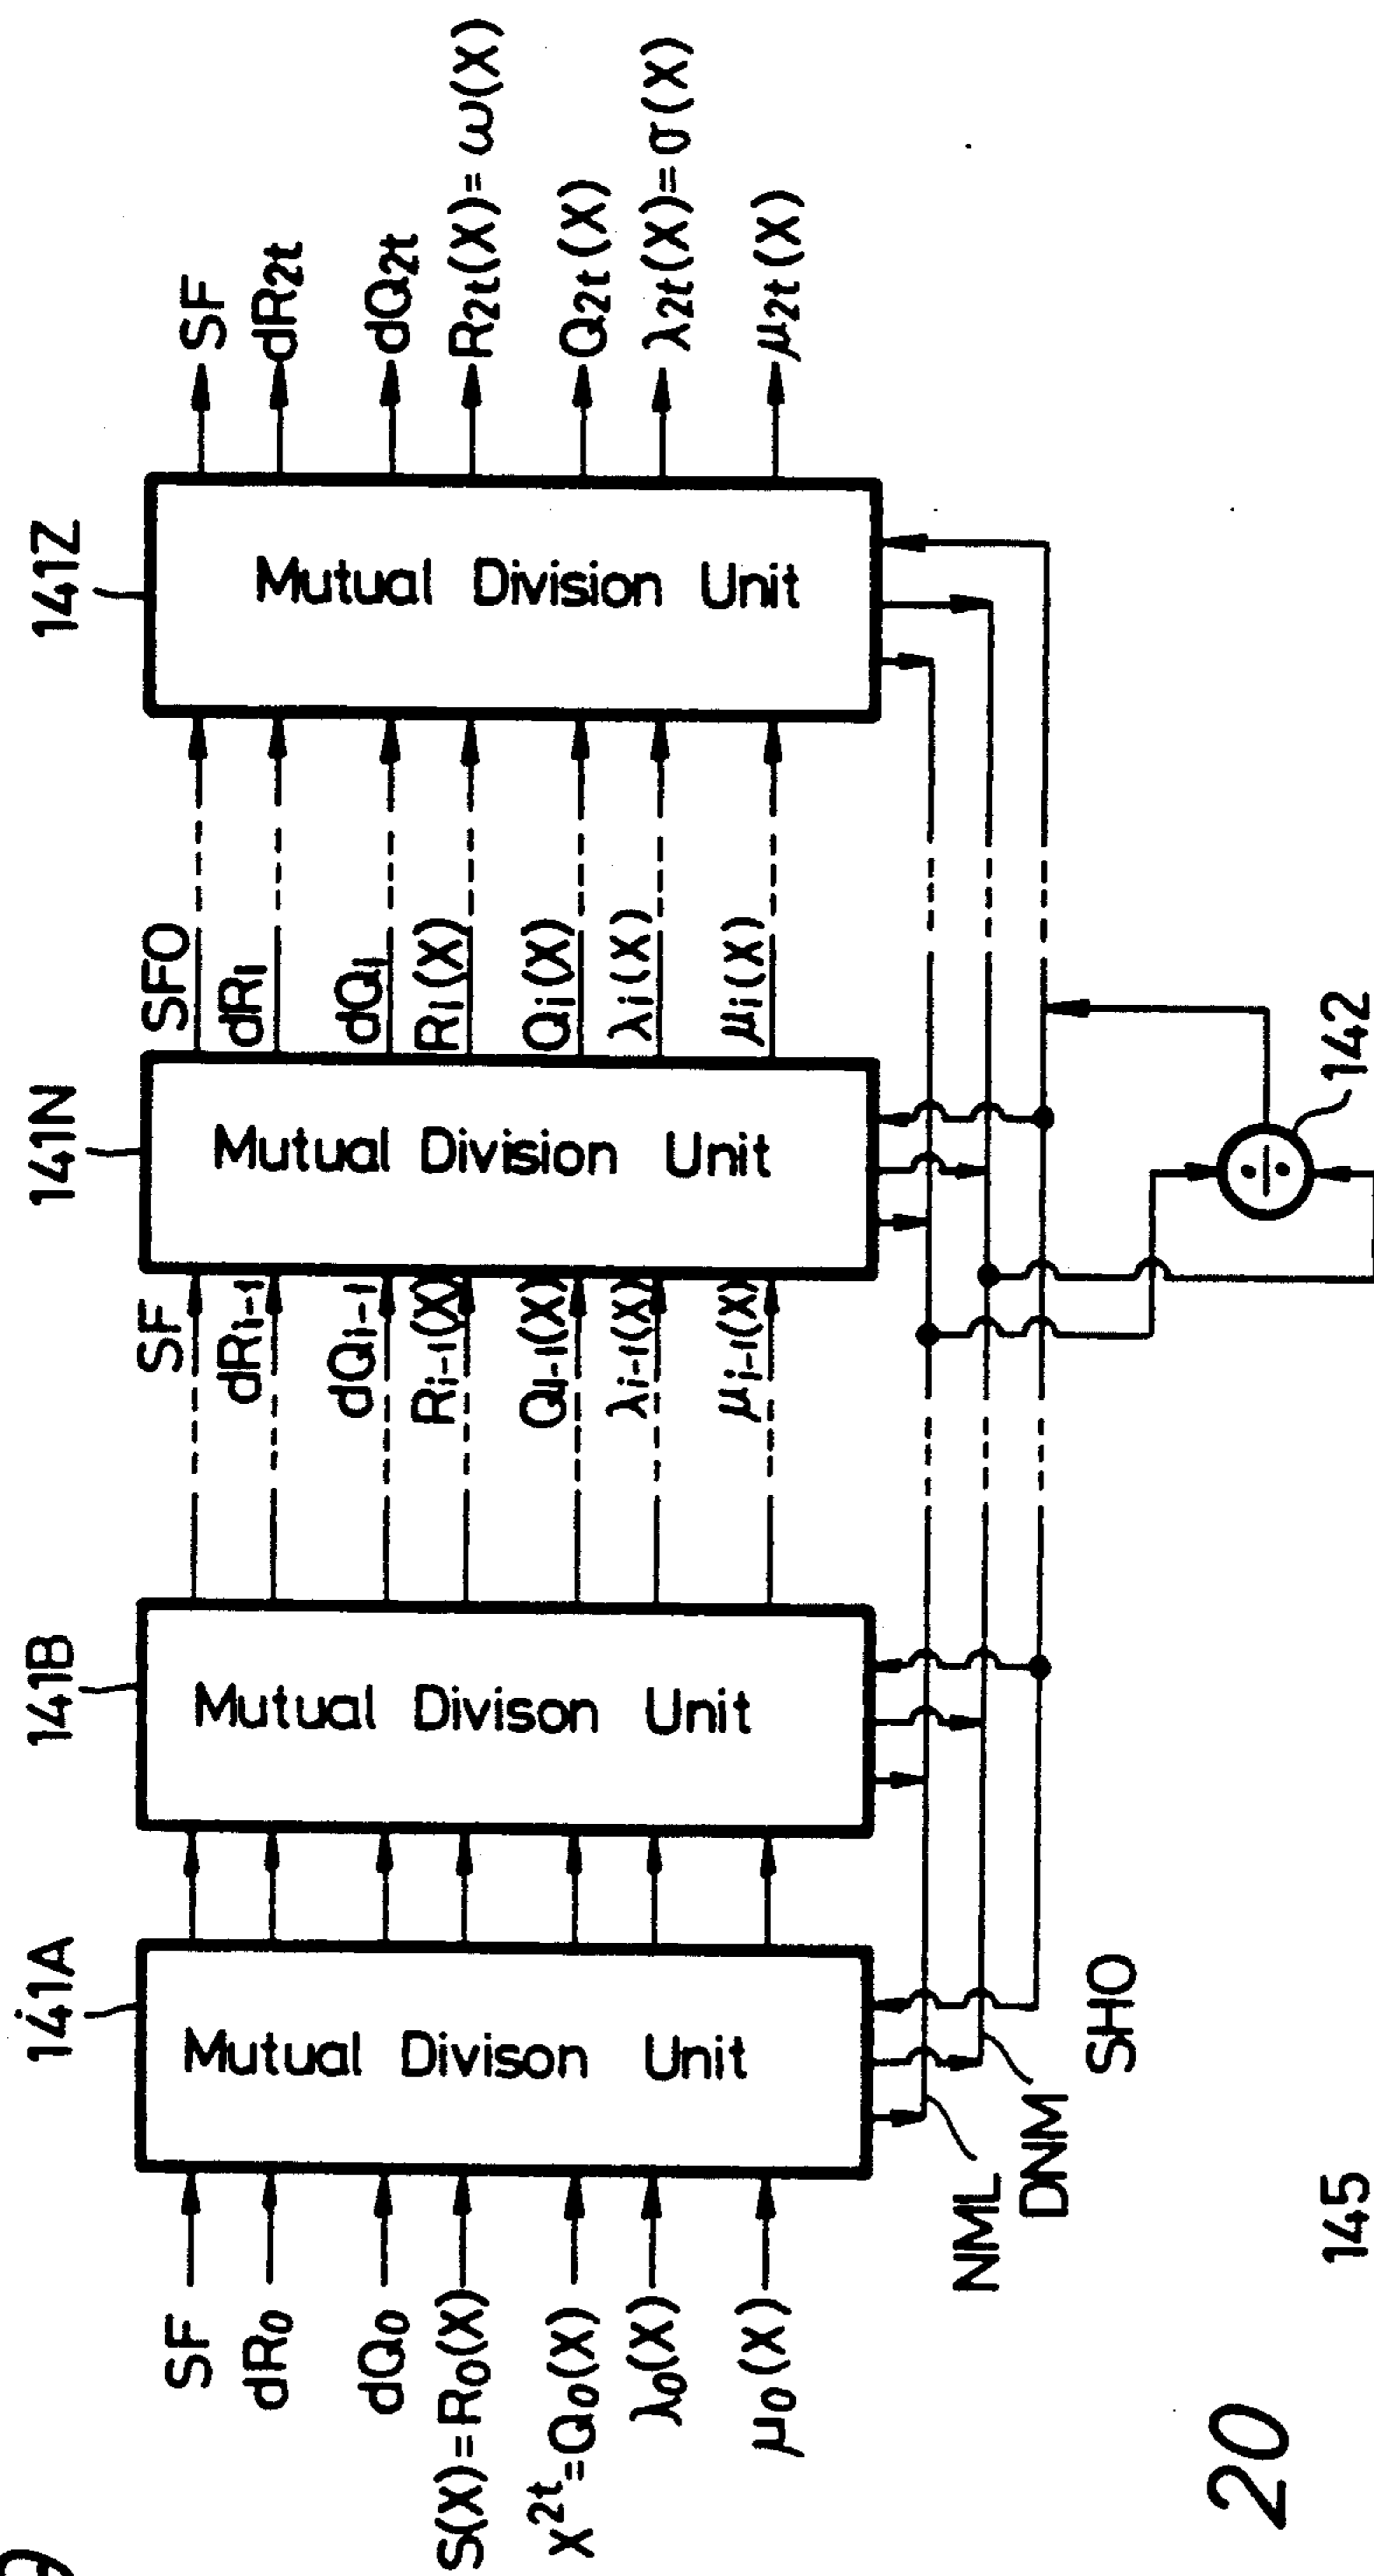 141A
141B
141N
141Z
SF
dR0
dQ0
S(X)=R0(X)
X^2t=Q0(X)
λ0(X)
μ0(X)
Mutual Divison Unit
Mutual Divison Unit
SF
dRi-1
dQi-1
Ri-1(X)
Qi-1(X)
λi-1(X)
μi-1(X)
Mutual Division Unit
SFO
dRi
dQi
Ri(X)
Qi(X)
λi(X)
μi(X)
Mutual Division Unit
SF
dR2t
dQ2t
R2t(X)=ω(X)
Q2t(X)
λ2t(X)=σ(X)
μ2t(X)
NML
DNM
SHO
142
20
145